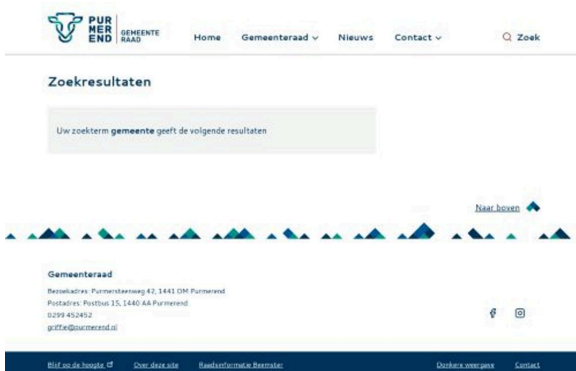 PUR
MER
END
GEMEENTE
RAAD
Home Gemeenteraad Nieuws Contact Zoek
Zoekresultaten
Uw zoekterm gemeente geeft de volgende resultaten
Naar boven
Gemeenteraad
Bezoekadres: Purmersteenweg 42, 1441 DM Purmerend
Postadres: Postbus 15, 1440 AA Purmerend
0299 452452
griffie@purmerend.nl
Blijf op de hoogte Over deze site Raadsinformatie Beemster Donkere weergave Contact